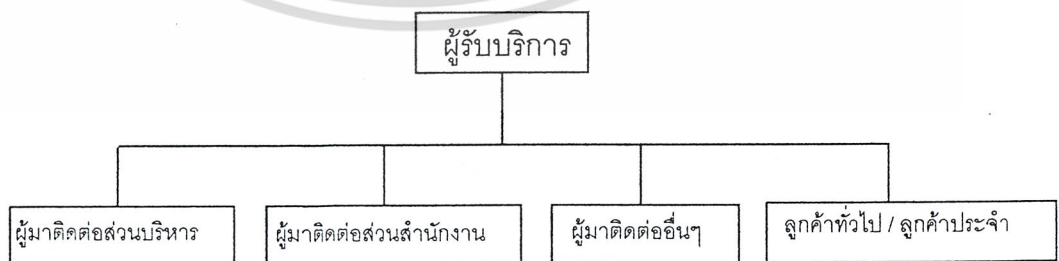 ผู้รับบริการ
ผู้มาติดต่อส่วนบริหาร
ผู้มาติดต่อส่วนสำนักงาน
ผู้มาติดต่ออื่นๆ
ลูกค้าทั่วไป / ลูกค้าประจำ